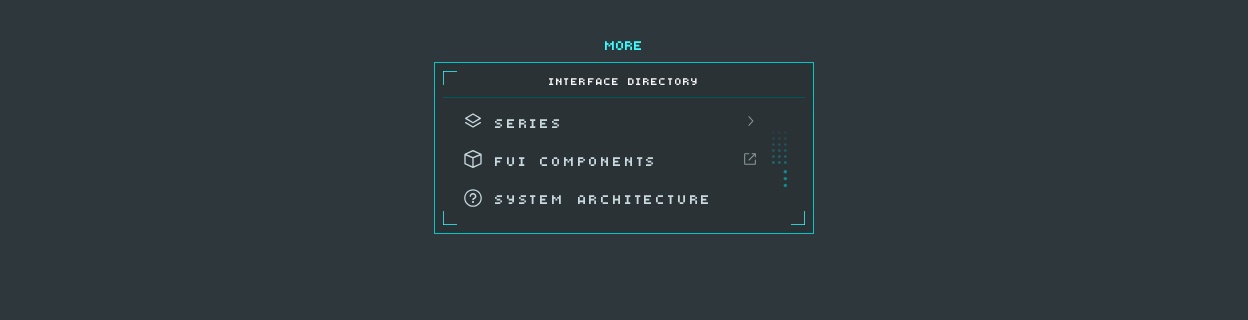 MORE
INTERFACE DIRECTORY
SERIES
FUI COMPONENTS
SYSTEM ARCHITECTURE